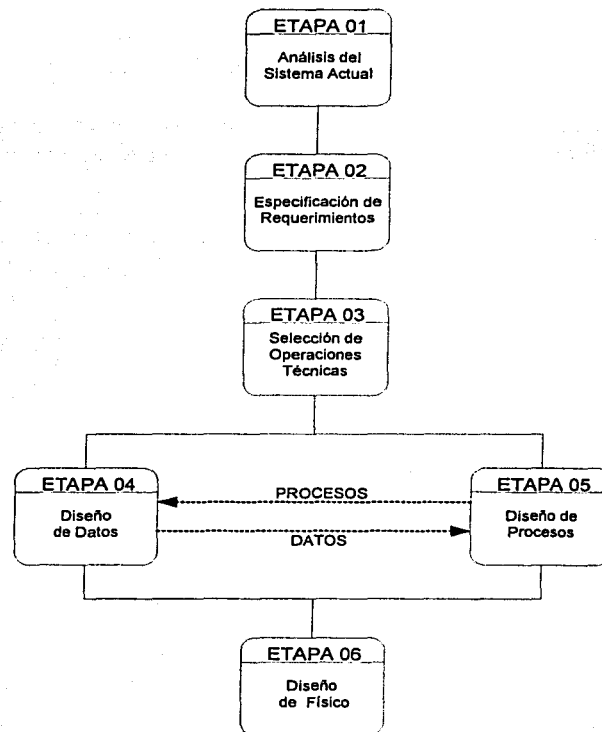 ETAPA 01
Análisis del
Sistema Actual
ETAPA 02
Especificación de
Requerimientos
ETAPA 03
Selección de
Operaciones
Técnicas
ETAPA 04
Diseño
de Datos
PROCESOS
DATOS
ETAPA 05
Diseño de
Procesos
ETAPA 06
Diseño
de Físico